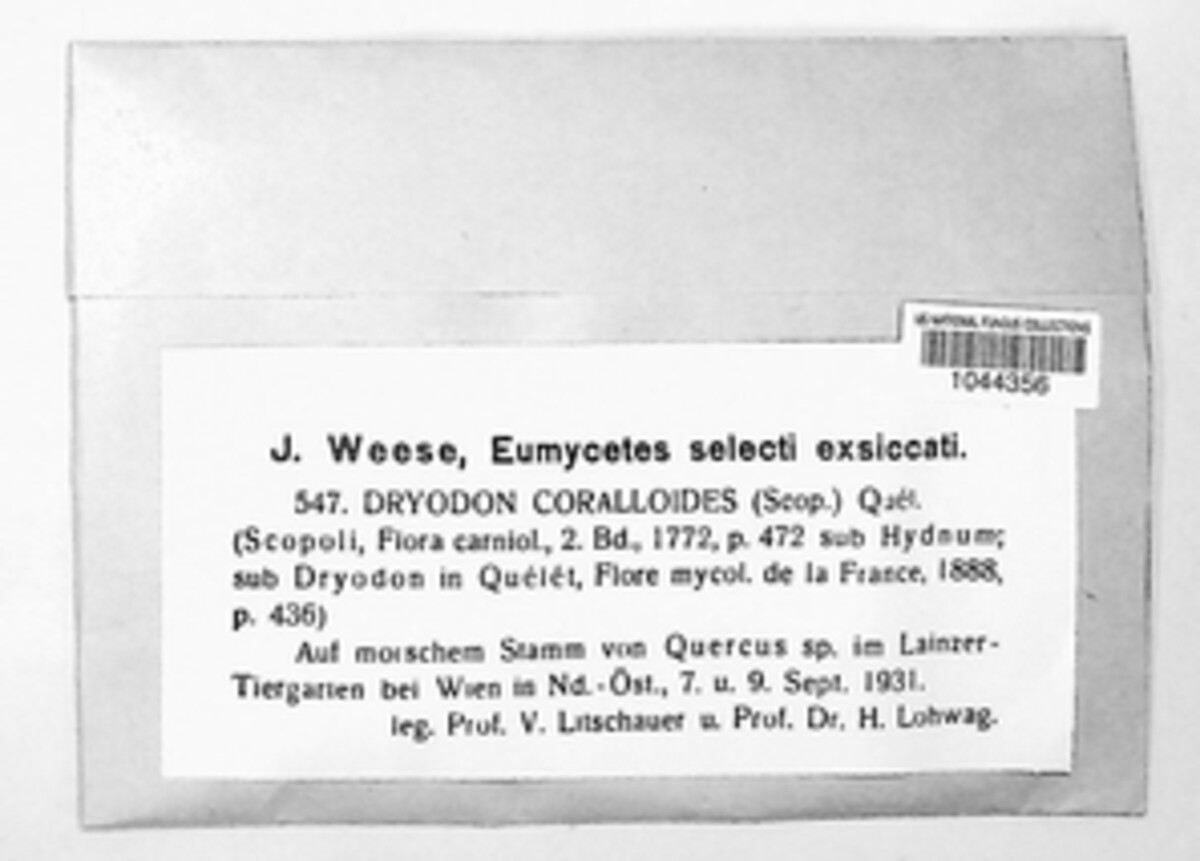 US NATIONAL FUNGUS COLLECTIONS
1044356
J. Weese, Eumycetes selecti exsiccati.
547. DRYODON CORALLOIDES (Scop.) Quél.
(Scopoli, Flora carniol., 2. Bd., 1772, p. 472 sub Hydnum;
sub Dryodon in Quélét, Flore mycol. de la France, 1888,
p. 436)
Auf morschem Stamm von Quercus sp. im Lainzer-
Tiergarten bei Wien in Nd.-Öst., 7. u. 9. Sept. 1931.
leg. Prof. V. Litschauer u. Prof. Dr. H. Lohwag.